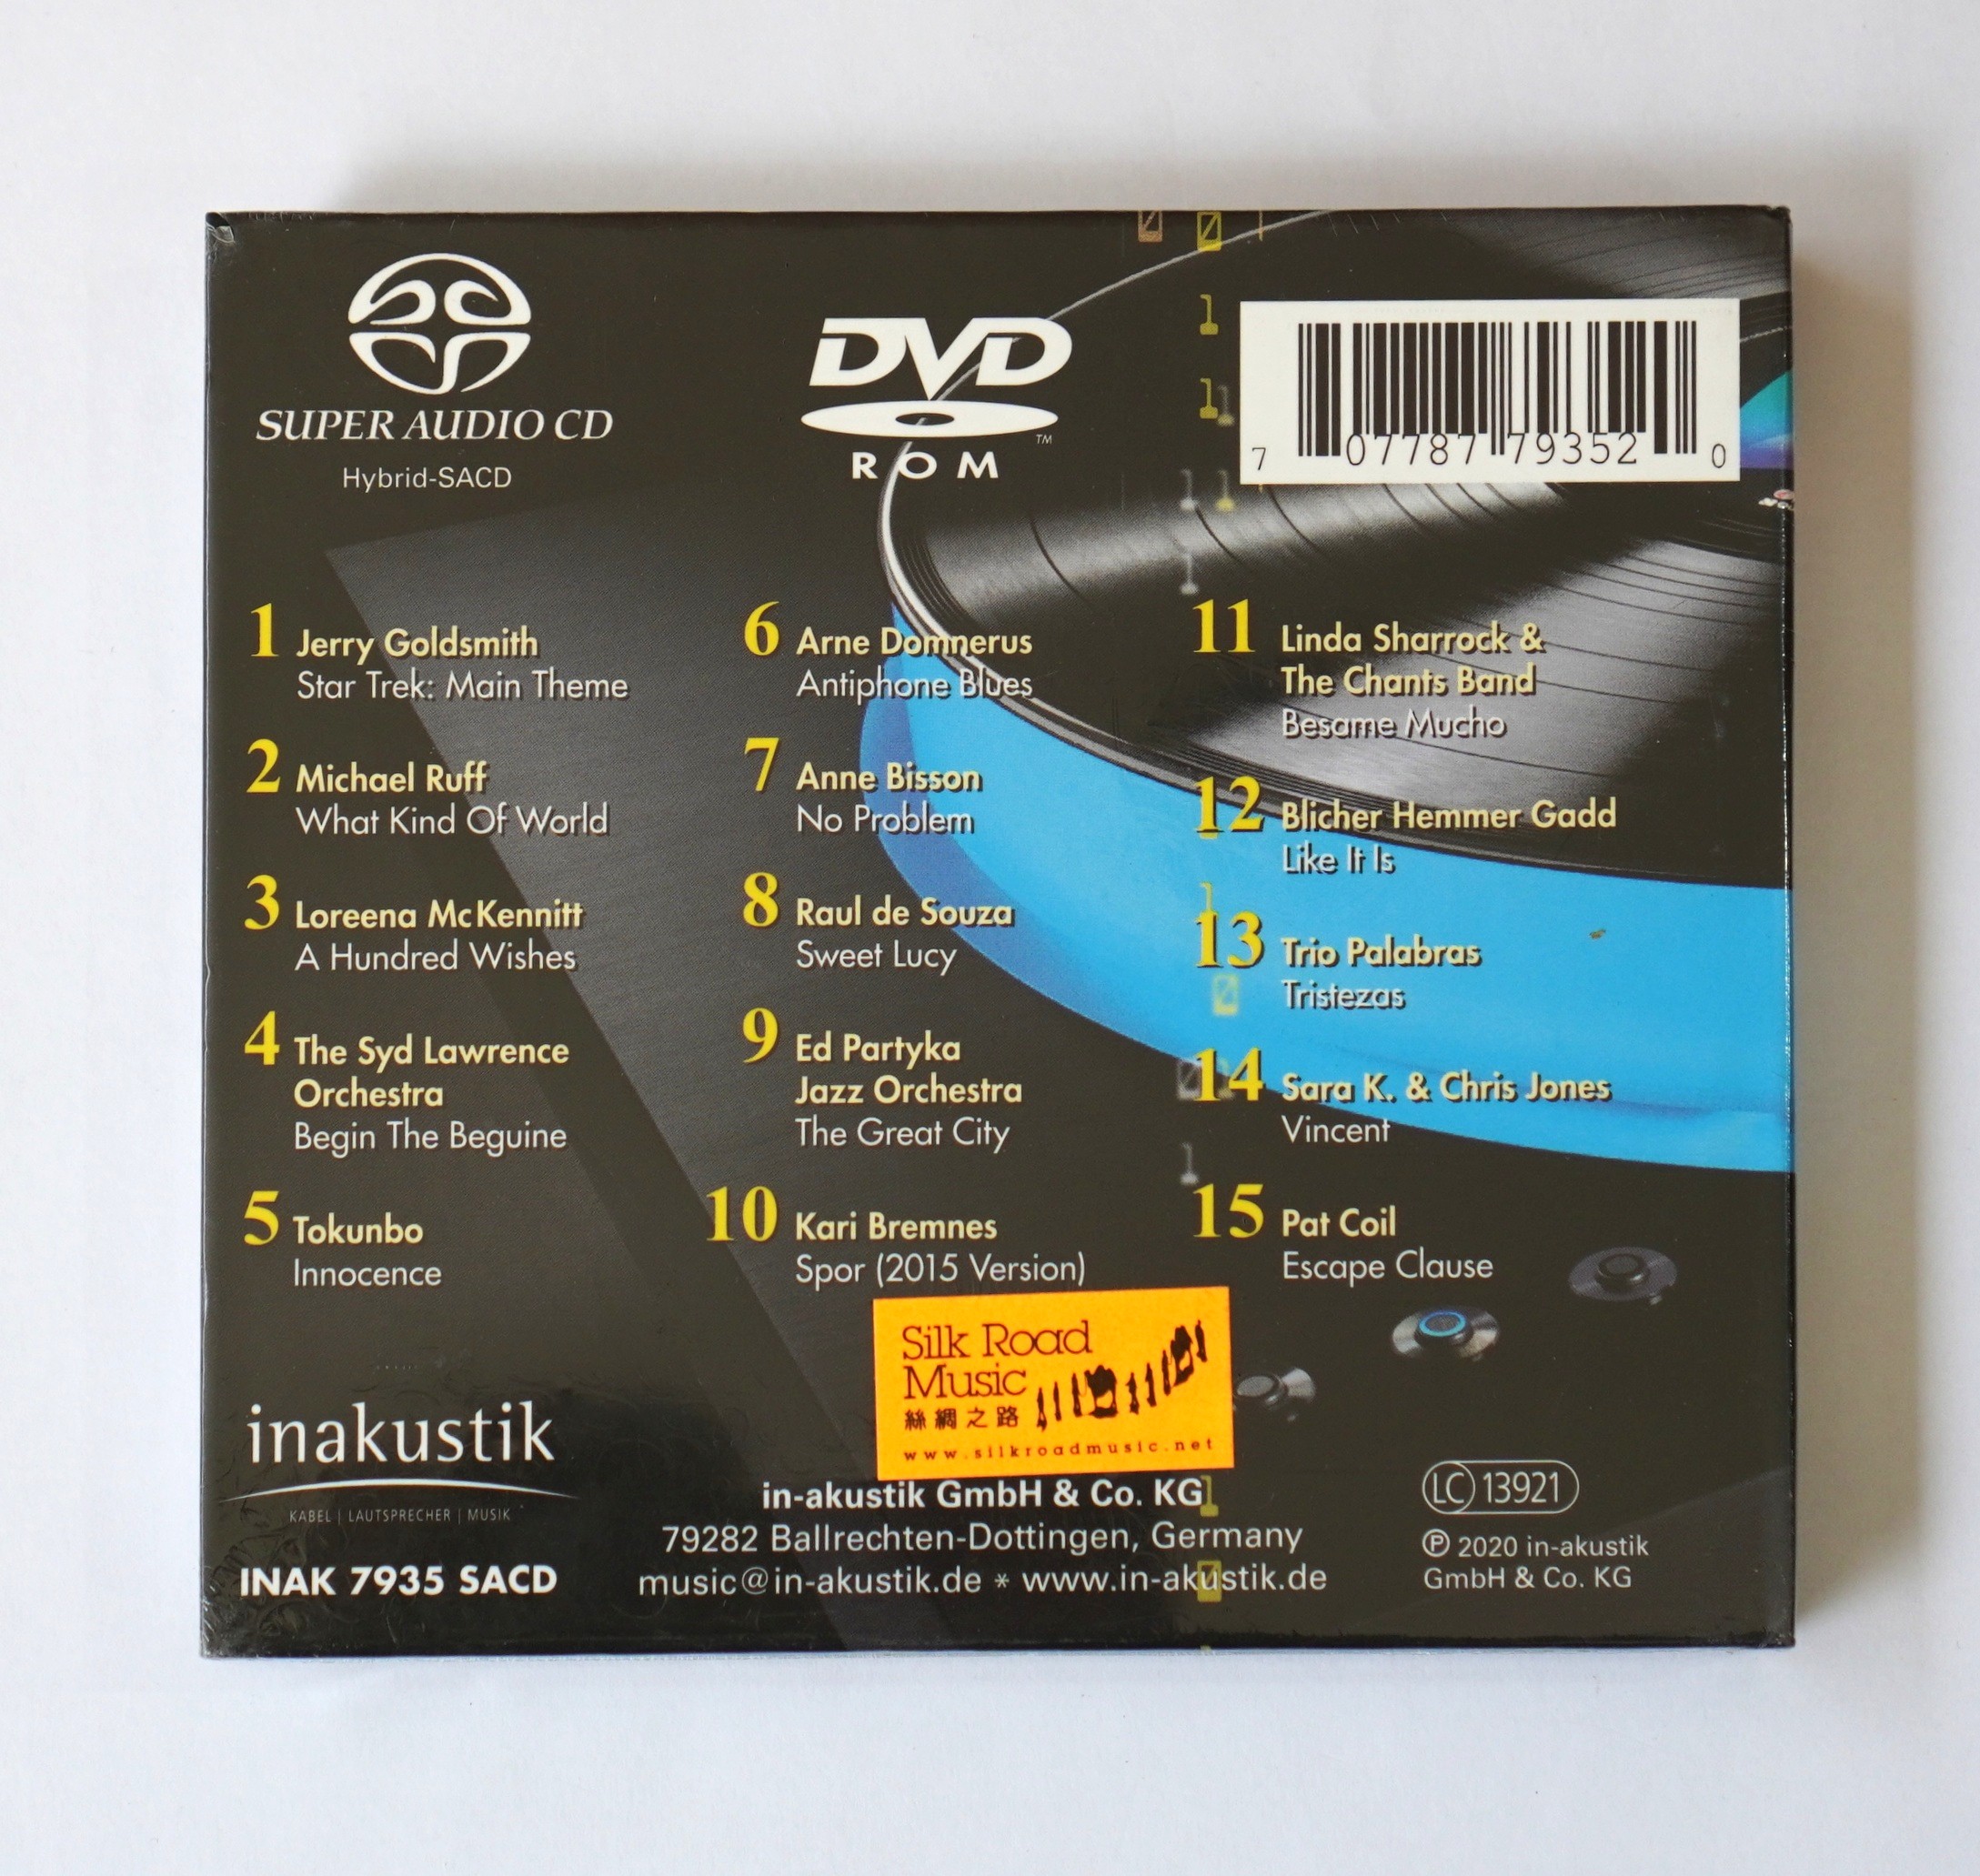 SUPER AUDIO CD
Hybrid-SACD
DVD
TM
ROM
7 07787 79352 0
1 Jerry Goldsmith
Star Trek: Main Theme
2 Michael Ruff
What Kind Of World
3 Loreena McKennitt
A Hundred Wishes
4 The Syd Lawrence
Orchestra
Begin The Beguine
5 Tokunbo
Innocence
6 Arne Domnerus
Antiphone Blues
7 Anne Bisson
No Problem
8 Raul de Souza
Sweet Lucy
9 Ed Partyka
Jazz Orchestra
The Great City
10 Kari Bremnes
Spor (2015 Version)
11 Linda Sharrock &
The Chants Band
Besame Mucho
12 Blicher Hemmer Gadd
Like It Is
13 Trio Palabras
Tristezas
14 Sara K. & Chris Jones
Vincent
15 Pat Coil
Escape Clause
Silk Road
Music
絲綢之路
www.silkroadmusic.net
inakustik
KABEL | LAUTSPRECHER | MUSIK
INAK 7935 SACD
in-akustik GmbH & Co. KG
79282 Ballrechten-Dottingen, Germany
music@in-akustik.de * www.in-akustik.de
LC 13921
℗ 2020 in-akustik
GmbH & Co. KG